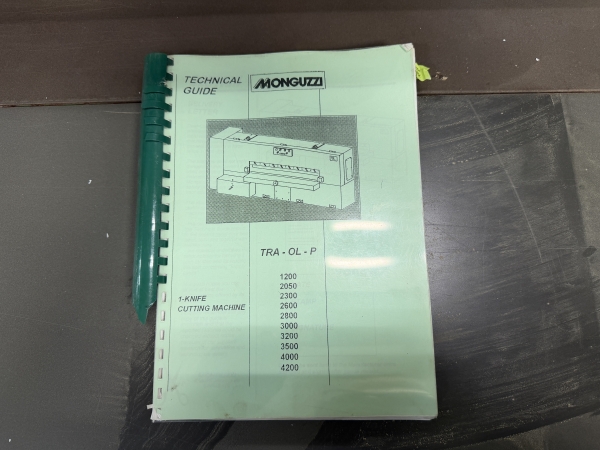 TECHNICAL
GUIDE
MONGUZZI
TRA - OL - P
1-KNIFE
CUTTING MACHINE
1200
2050
2300
2600
2800
3000
3200
3500
4000
4200